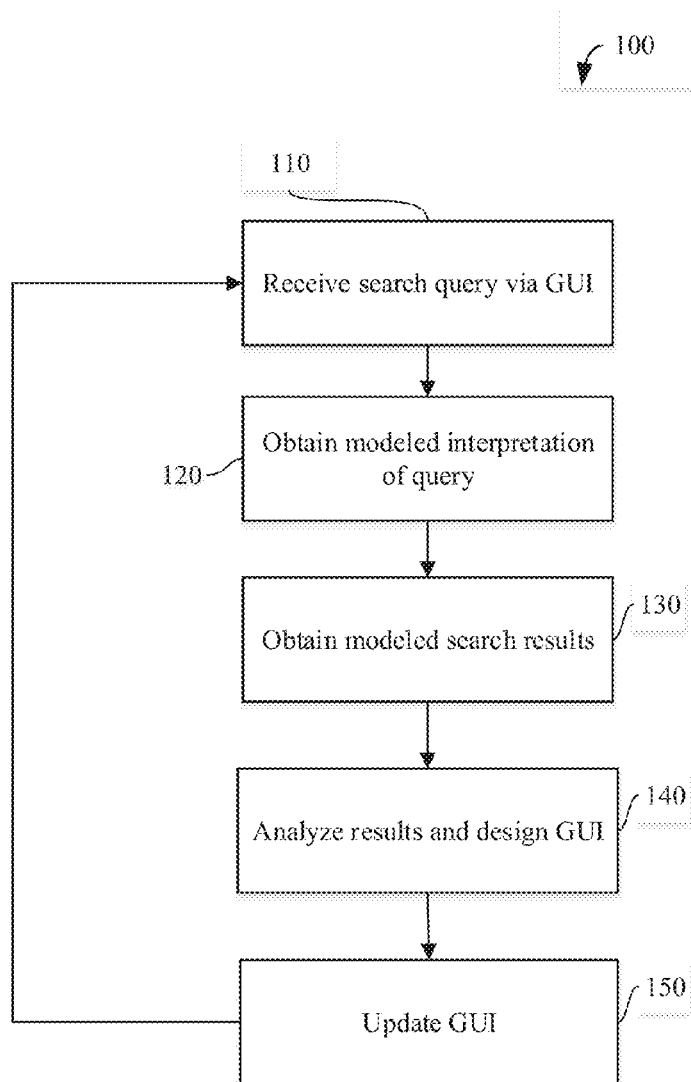 100
110
Receive search query via GUI
Obtain modeled interpretation
of query
120
Obtain modeled search results
130
Analyze results and design GUI
140
Update GUI
150